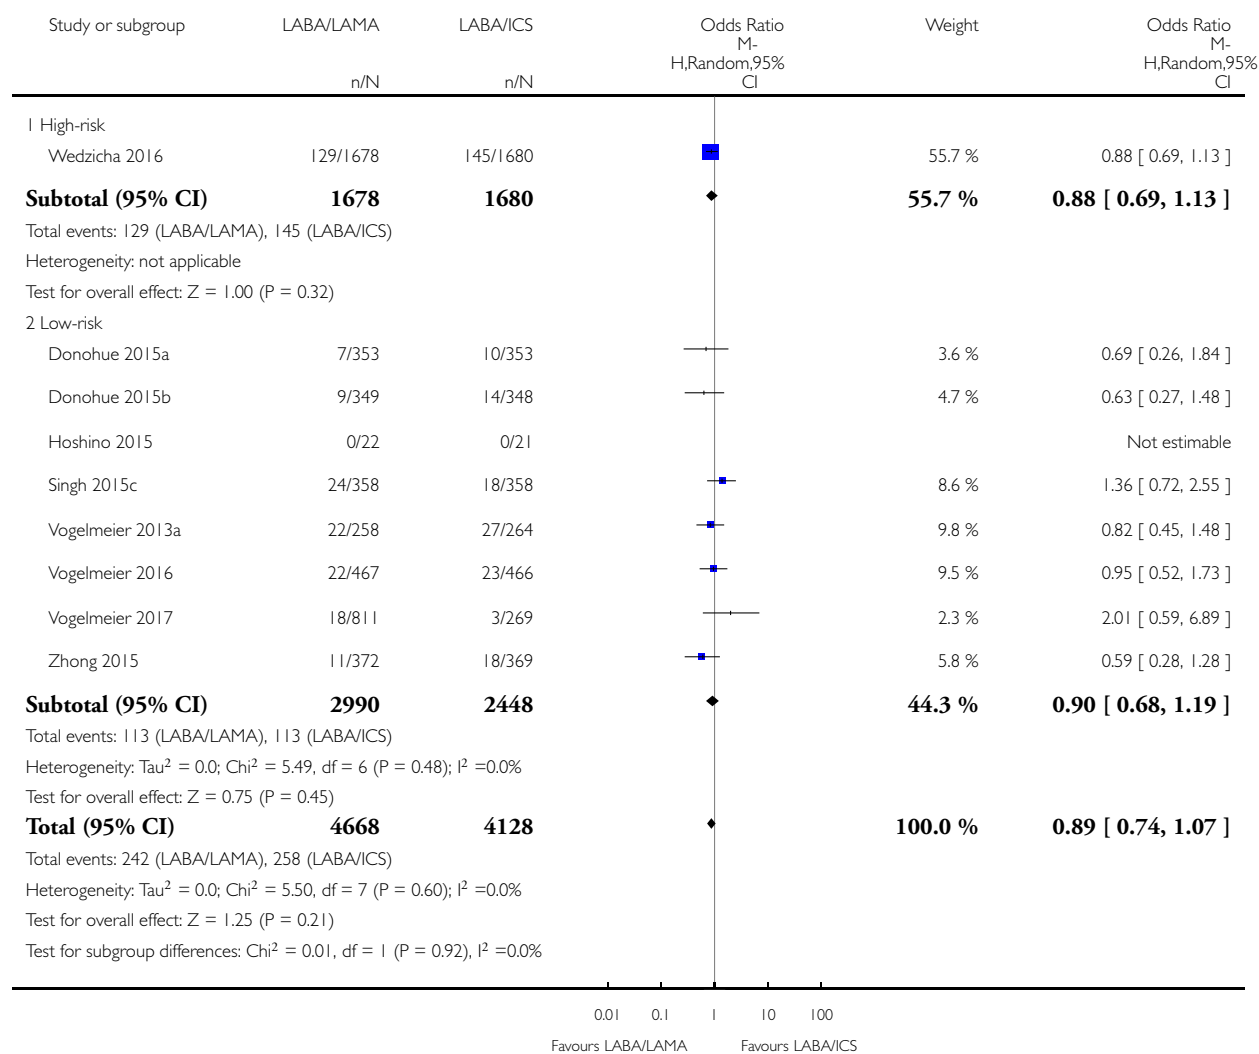 Study or subgroup LABA/LAMA LABA/ICS Odds Ratio Weight Odds Ratio
M- M-
H,Random,95% H,Random,95%
n/N n/N CI CI
1 High-risk
Wedzicha 2016 129/1678 145/1680 55.7 % 0.88 [ 0.69, 1.13 ]
Subtotal (95% CI) 1678 1680 55.7 % 0.88 [ 0.69, 1.13 ]
Total events: 129 (LABA/LAMA), 145 (LABA/ICS)
Heterogeneity: not applicable
Test for overall effect: Z = 1.00 (P = 0.32)
2 Low-risk
Donohue 2015a 7/353 10/353 3.6 % 0.69 [ 0.26, 1.84 ]
Donohue 2015b 9/349 14/348 4.7 % 0.63 [ 0.27, 1.48 ]
Hoshino 2015 0/22 0/21 Not estimable
Singh 2015c 24/358 18/358 8.6 % 1.36 [ 0.72, 2.55 ]
Vogelmeier 2013a 22/258 27/264 9.8 % 0.82 [ 0.45, 1.48 ]
Vogelmeier 2016 22/467 23/466 9.5 % 0.95 [ 0.52, 1.73 ]
Vogelmeier 2017 18/811 3/269 2.3 % 2.01 [ 0.59, 6.89 ]
Zhong 2015 11/372 18/369 5.8 % 0.59 [ 0.28, 1.28 ]
Subtotal (95% CI) 2990 2448 44.3 % 0.90 [ 0.68, 1.19 ]
Total events: 113 (LABA/LAMA), 113 (LABA/ICS)
Heterogeneity: Tau² = 0.0; Chi² = 5.49, df = 6 (P = 0.48); I² =0.0%
Test for overall effect: Z = 0.75 (P = 0.45)
Total (95% CI) 4668 4128 100.0 % 0.89 [ 0.74, 1.07 ]
Total events: 242 (LABA/LAMA), 258 (LABA/ICS)
Heterogeneity: Tau² = 0.0; Chi² = 5.50, df = 7 (P = 0.60); I² =0.0%
Test for overall effect: Z = 1.25 (P = 0.21)
Test for subgroup differences: Chi² = 0.01, df = 1 (P = 0.92), I² =0.0%
0.01 0.1 1 10 100
Favours LABA/LAMA Favours LABA/ICS